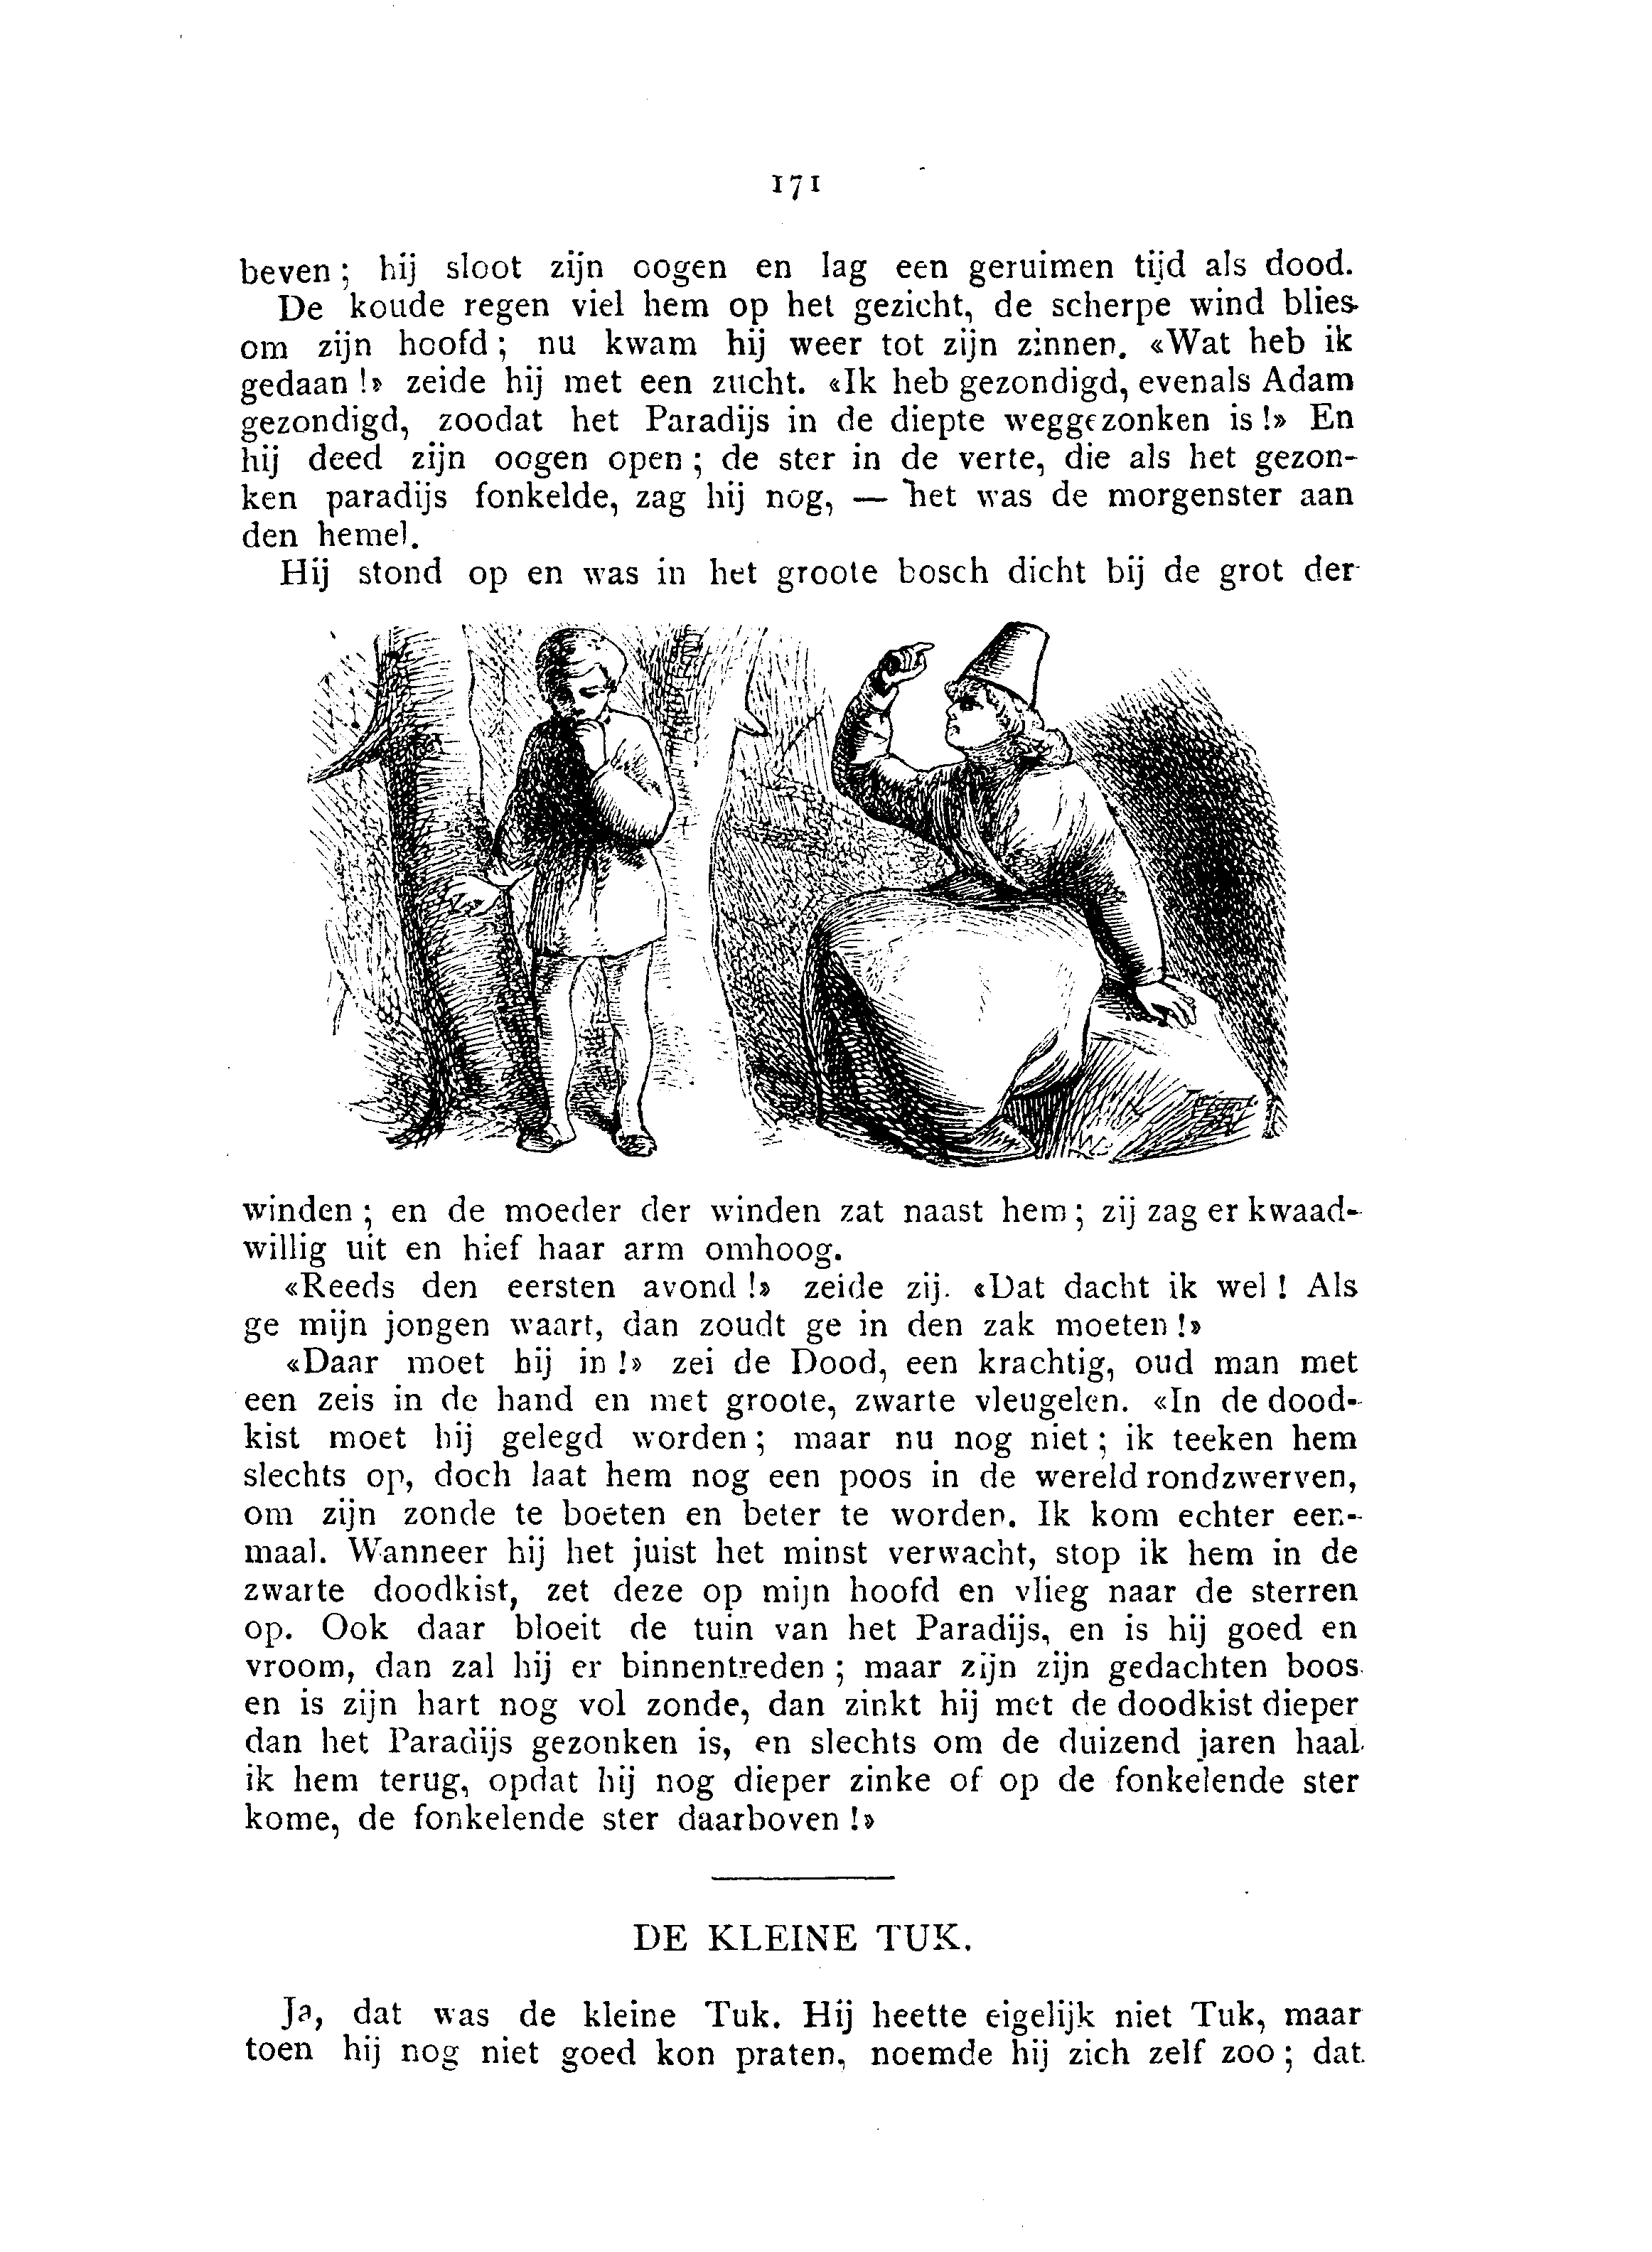 171
beven; hij sloot zijn oogen en lag een geruimen tijd als dood.
De koude regen viel hem op het gezicht, de scherpe wind blies
om zijn hoofd; nu kwam hij weer tot zijn zinnen. «Wat heb ik
gedaan!» zeide hij met een zucht. «Ik heb gezondigd, evenals Adam
gezondigd, zoodat het Paradijs in de diepte weggezonken is!» En
hij deed zijn oogen open; de ster in de verte, die als het gezon-
ken paradijs fonkelde, zag hij nog, — het was de morgenster aan
den hemel.
Hij stond op en was in het groote bosch dicht bij de grot der
winden; en de moeder der winden zat naast hem; zij zag er kwaad-
willig uit en hief haar arm omhoog.
«Reeds den eersten avond!» zeide zij. «Dat dacht ik wel! Als
ge mijn jongen waart, dan zoudt ge in den zak moeten!»
«Daar moet hij in!» zei de Dood, een krachtig, oud man met
een zeis in de hand en met groote, zwarte vleugelen. «In de dood-
kist moet hij gelegd worden; maar nu nog niet; ik teeken hem
slechts op, doch laat hem nog een poos in de wereld rondzwerven,
om zijn zonde te boeten en beter te worden. Ik kom echter een-
maal. Wanneer hij het juist het minst verwacht, stop ik hem in de
zwarte doodkist, zet deze op mijn hoofd en vlieg naar de sterren
op. Ook daar bloeit de tuin van het Paradijs, en is hij goed en
vroom, dan zal hij er binnentreden; maar zijn zijn gedachten boos
en is zijn hart nog vol zonde, dan zinkt hij met de doodkist dieper
dan het Paradijs gezonken is, en slechts om de duizend jaren haal
ik hem terug, opdat hij nog dieper zinke of op de fonkelende ster
kome, de fonkelende ster daarboven!»
DE KLEINE TUK.
Ja, dat was de kleine Tuk. Hij heette eigelijk niet Tuk, maar
toen hij nog niet goed kon praten, noemde hij zich zelf zoo; dat